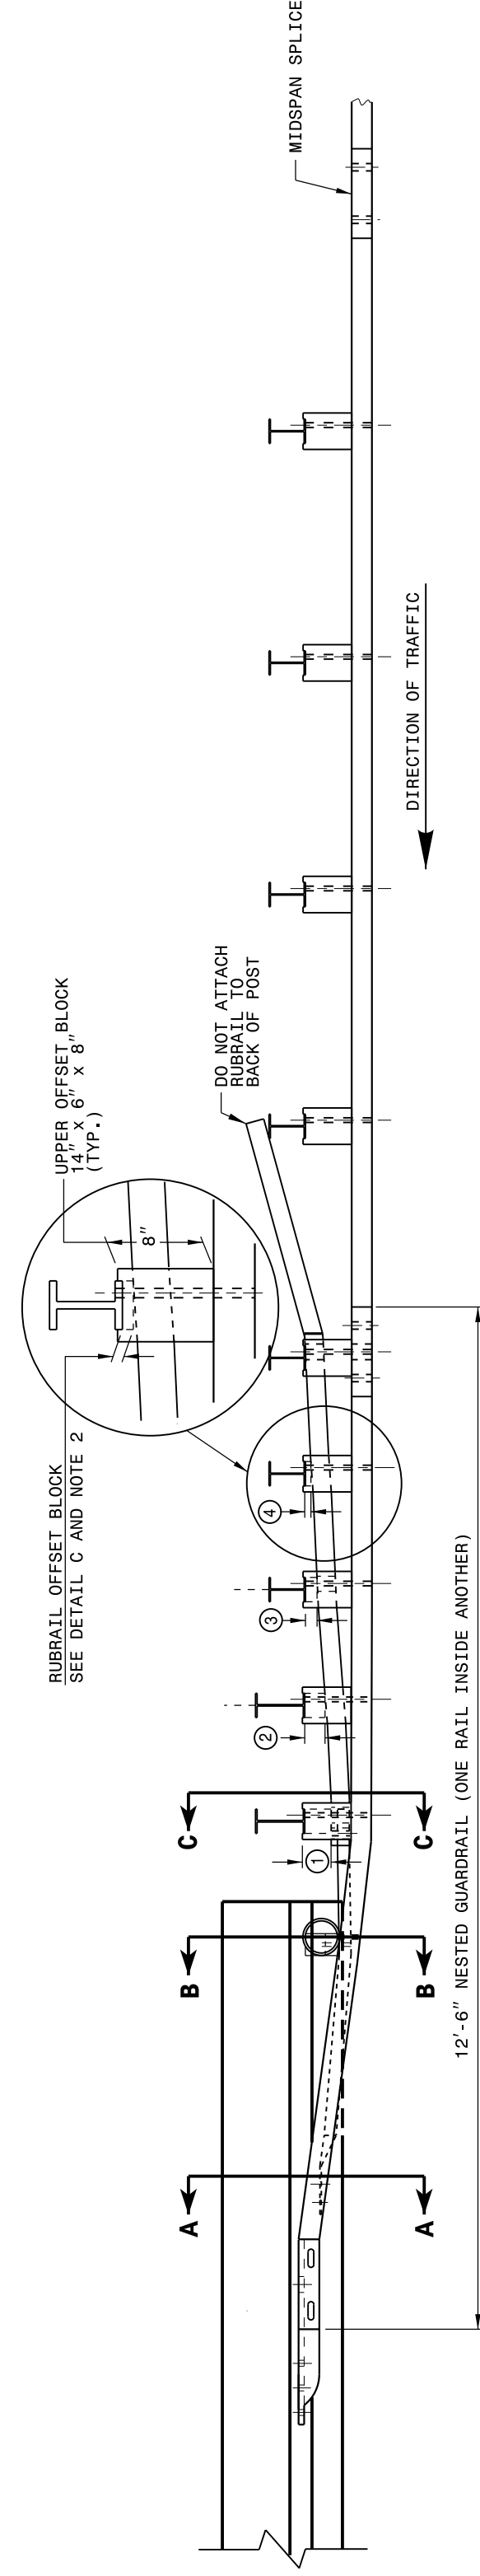 RUBRAIL OFFSET BLOCK
SEE DETAIL C AND NOTE 2
UPPER OFFSET BLOCK
14" x 6" x 8"
(TYP.)
8"
DO NOT ATTACH
RUBRAIL TO
BACK OF POST
MIDSPAN SPLICE
A
B
C
1
2
3
4
DIRECTION OF TRAFFIC
A
B
C
12'-6" NESTED GUARDRAIL (ONE RAIL INSIDE ANOTHER)